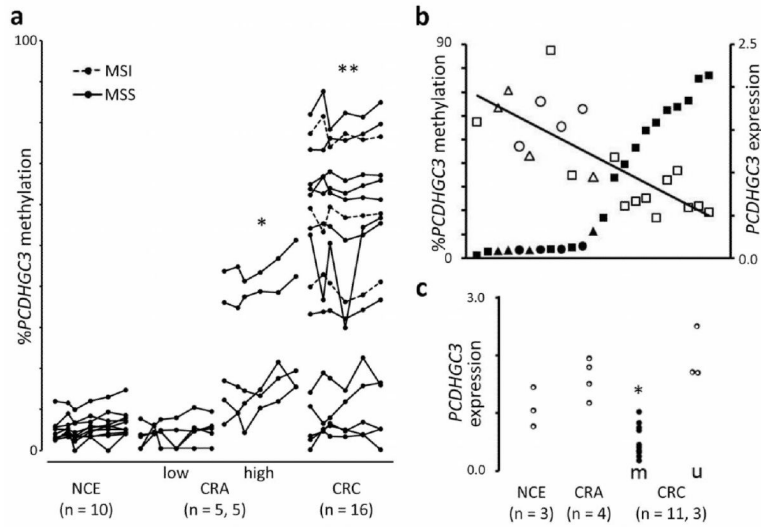 a
100
%PCDHGC3 methylation
0
MSI
MSS
*
**
low
high
NCE
CRA
CRC
(n = 10)
(n = 5, 5)
(n = 16)
b
90
%PCDHGC3 methylation
0
2.5
PCDHGC3 expression
0.0
c
3.0
PCDHGC3
expression
0.0
*
m
u
NCE
CRA
CRC
(n = 3)
(n = 4)
(n = 11, 3)